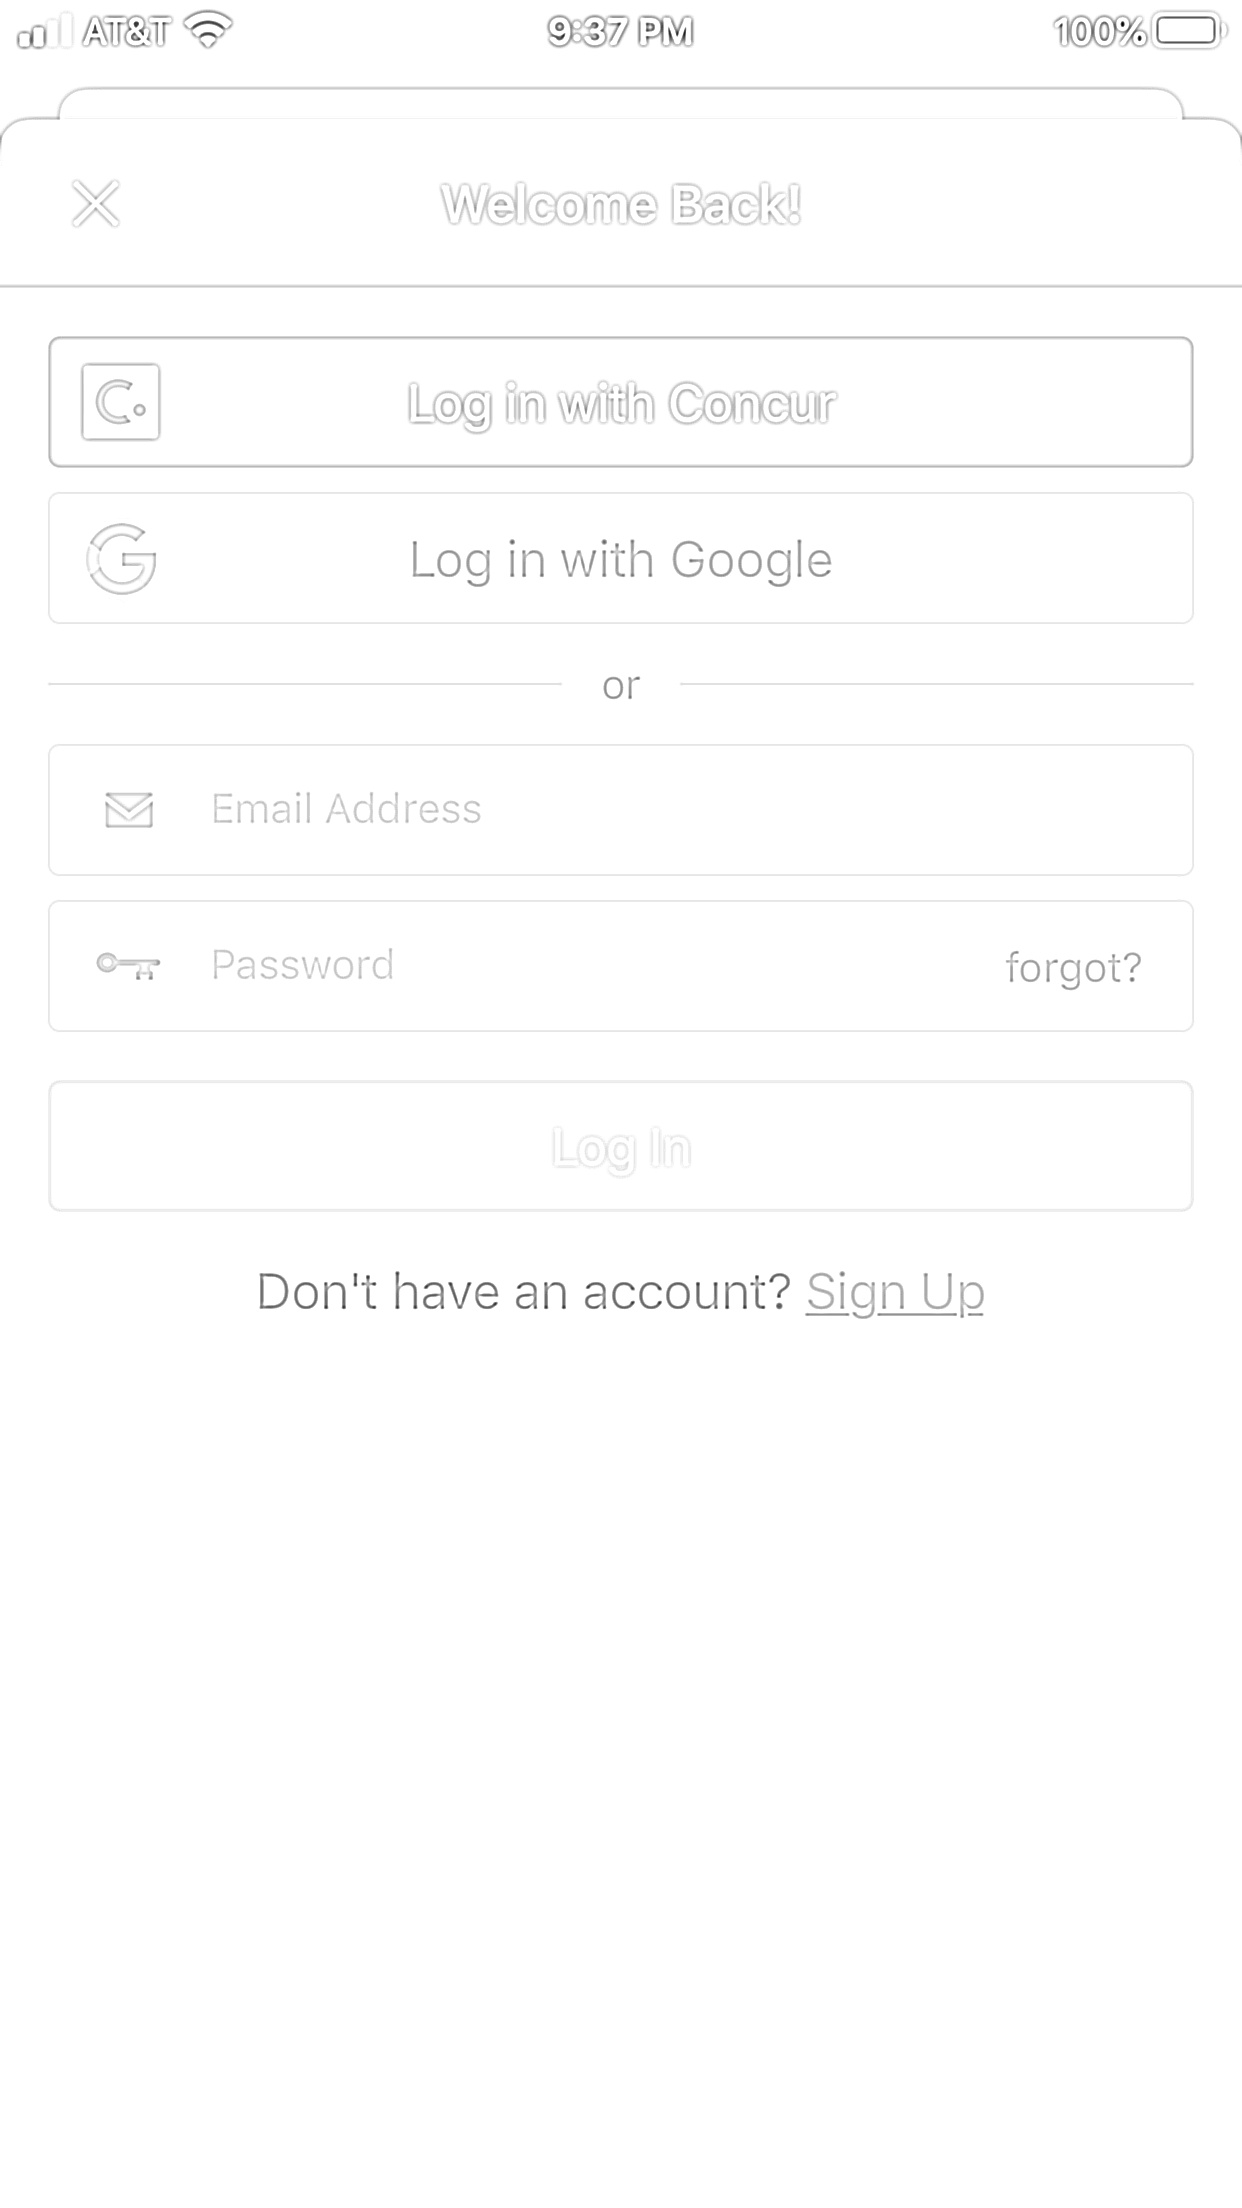 AT&T 9:37 PM 100%
Welcome Back!
Log in with Concur
Log in with Google
or
Email Address
Password forgot?
Log In
Don't have an account? Sign Up